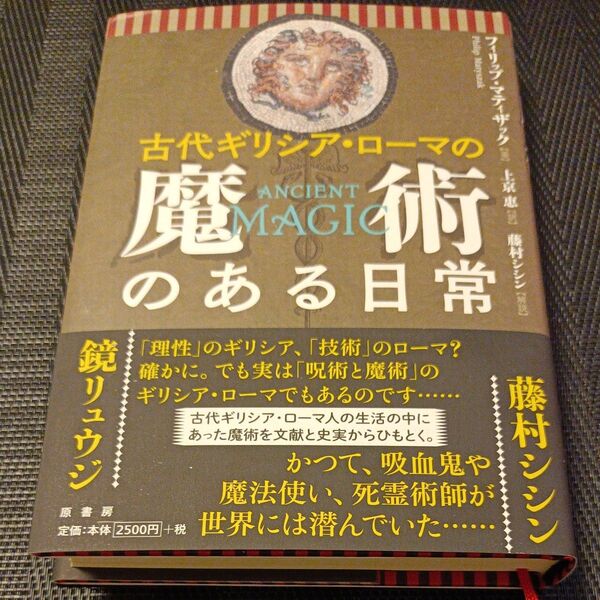 フィリップ・マティザック[著]
Philip Matyszak
上京恵[訳]
藤村シシン[解説]
古代ギリシア・ローマの
魔術
ANCIENT
MAGIC
のある日常
「理性」のギリシア、「技術」のローマ?
確かに。でも実は「呪術と魔術」の
ギリシア・ローマでもあるのです……
鏡リュウジ
古代ギリシア・ローマ人の生活の中に
あった魔術を文献と史実からひもとく。
かつて、吸血鬼や
魔法使い、死霊術師が
世界には潜んでいた……
藤村シシン
原書房
定価:本体2500円+税